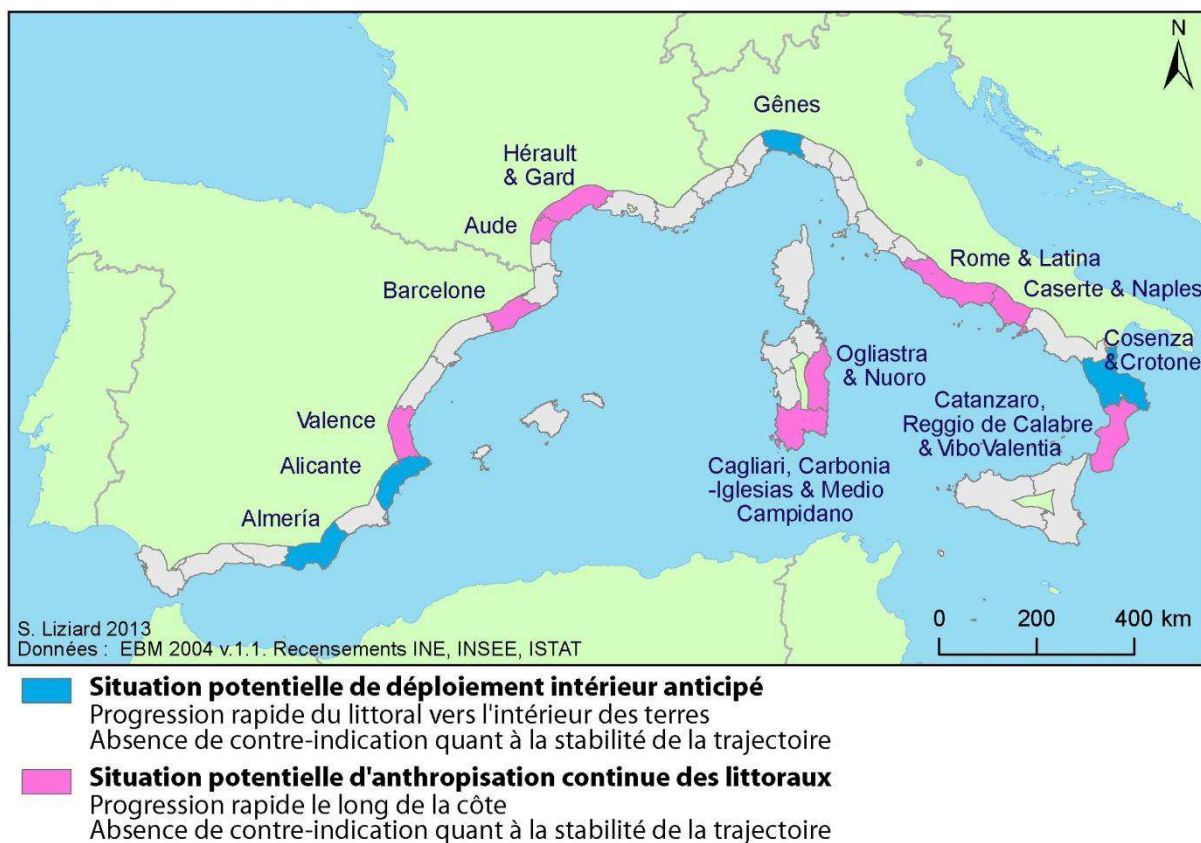 N
Gênes
Hérault
& Gard
Aude
Rome & Latina
Barcelone
Caserte & Naples
Cosenza
&Crotone
Ogliastra
& Nuoro
Catanzaro,
Reggio de Calabre
& Vibo Valentia
Valence
Cagliari, Carbonia
-Iglesias & Medio
Campidano
Alicante
Almería
0 200 400 km
S. Liziard 2013
Données : EBM 2004 v.1.1. Recensements INE, INSEE, ISTAT
Situation potentielle de déploiement intérieur anticipé
Progression rapide du littoral vers l'intérieur des terres
Absence de contre-indication quant à la stabilité de la trajectoire
Situation potentielle d'anthropisation continue des littoraux
Progression rapide le long de la côte
Absence de contre-indication quant à la stabilité de la trajectoire